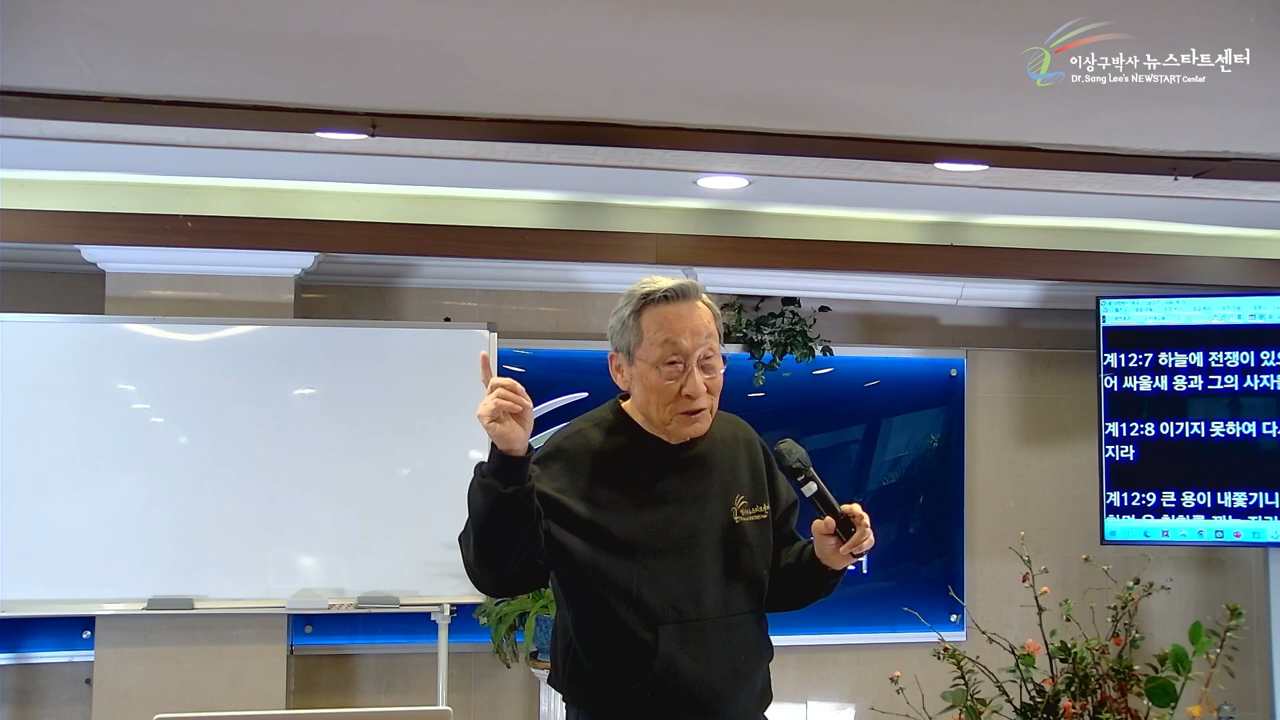 이상구박사 뉴스타트센터
Dr. Sang Lee's NEWSTART Center
계12:7 하늘에 전쟁이 있으
어 싸울새 용과 그의 사자들
계12:8 이기지 못하여 다시
지라
계12:9 큰 용이 내쫓기니